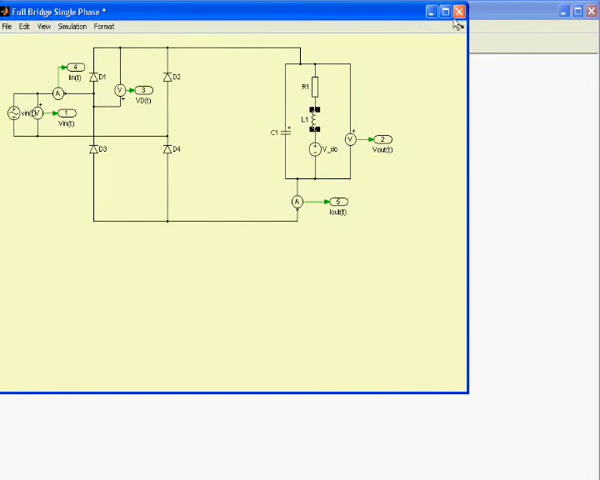 Full Bridge Single Phase *
File Edit View Simulation Format
4
Iin(t)
D1
D2
V
3
VD(t)
A
vin(t)
V
1
Vin(t)
D3
D4
R1
L1
C1
V_dc
V
2
Vout(t)
A
5
Iout(t)